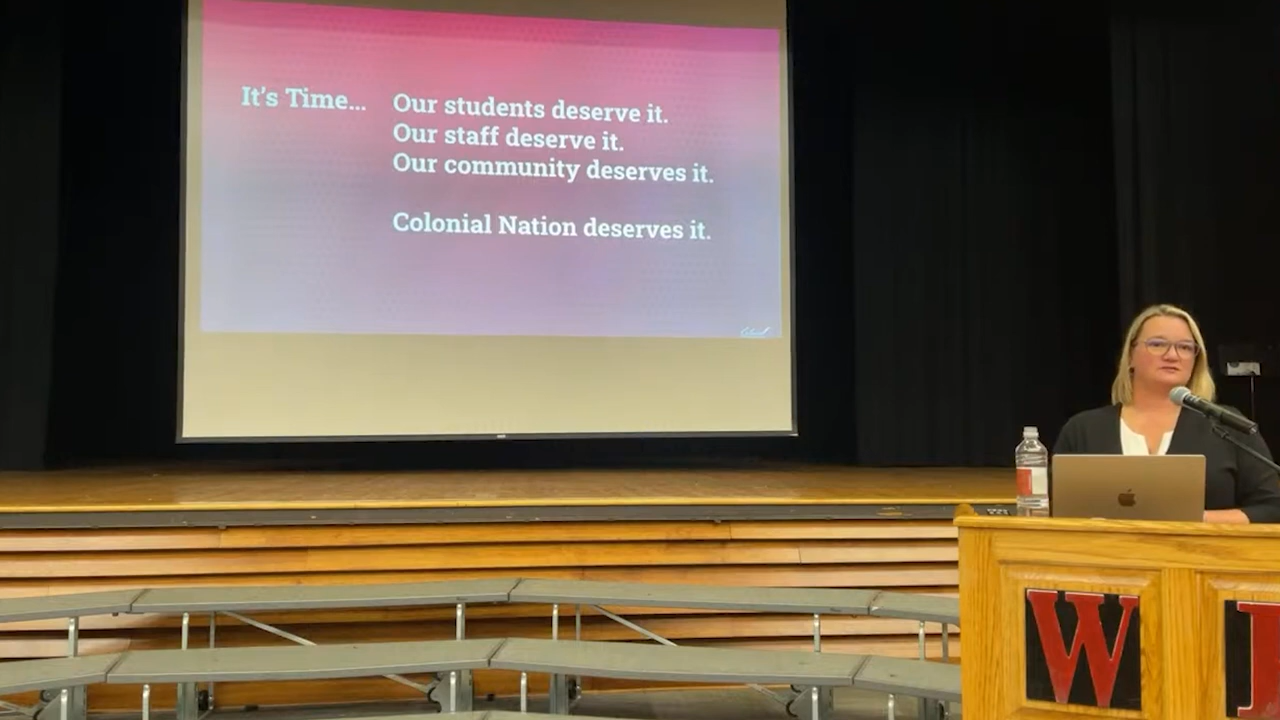 It's Time...
Our students deserve it.
Our staff deserve it.
Our community deserves it.
Colonial Nation deserves it.
W